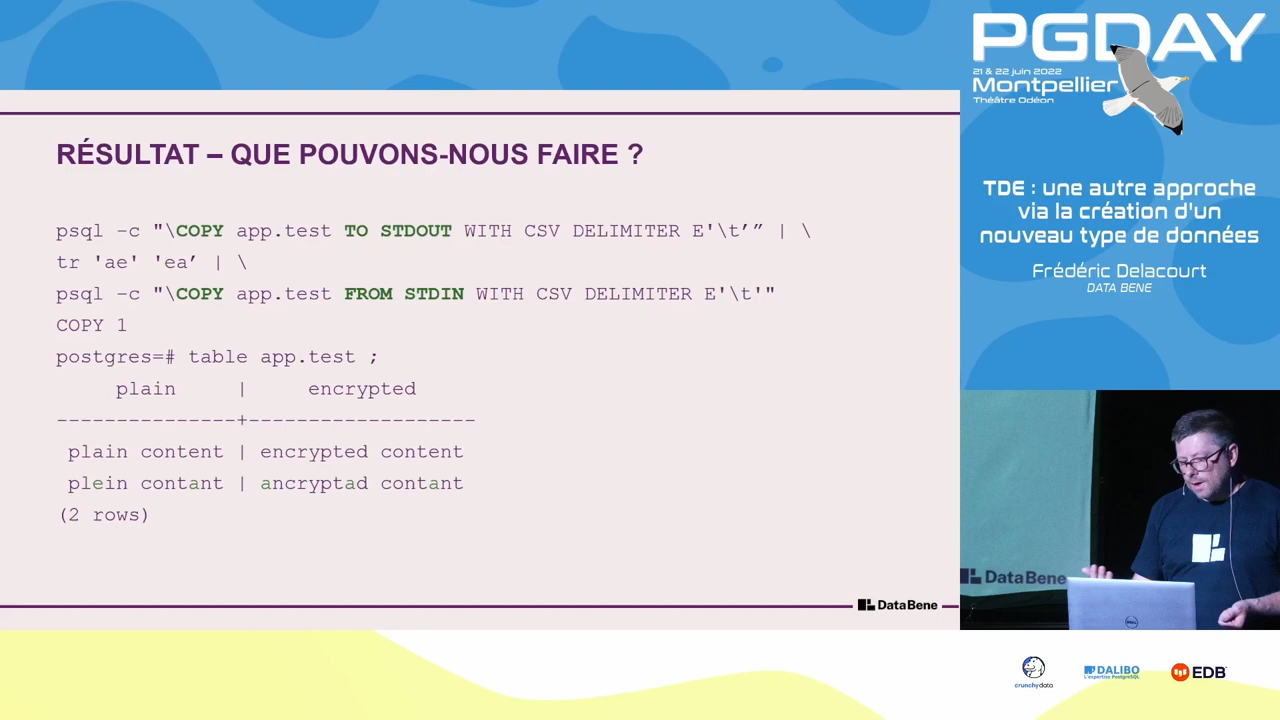 RÉSULTAT – QUE POUVONS-NOUS FAIRE ?
psql -c "\COPY app.test TO STDOUT WITH CSV DELIMITER E'\t’” | \
tr 'ae' 'ea’ | \
psql -c "\COPY app.test FROM STDIN WITH CSV DELIMITER E'\t'"
COPY 1
postgres=# table app.test ;
plain | encrypted
---------------+-------------------
plain content | encrypted content
plein contant | ancryptad contant
(2 rows)
DataBene
PGDAY
21 & 22 juin 2022
Montpellier
Théâtre Odéon
TDE : une autre approche
via la création d'un
nouveau type de données
Frédéric Delacourt
DATA BENE
DataBene
DELL
crunchydata
DALIBO
L'expertise PostgreSQL
EDB